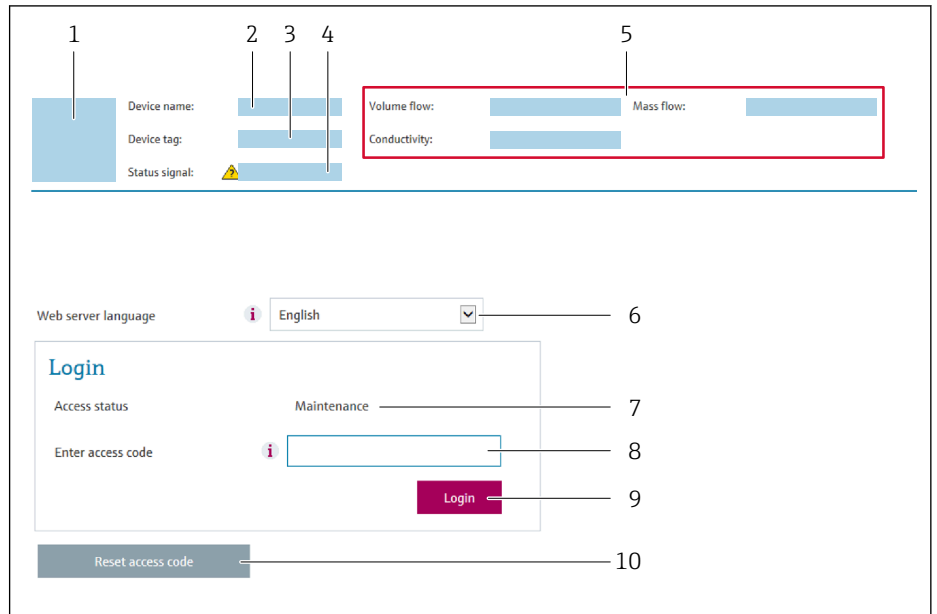 1 2 3 4 5
Device name: Volume flow: Mass flow:
Device tag: Conductivity:
Status signal: ?
Web server language i English 6
Login
Access status Maintenance 7
Enter access code i 8
Login 9
Reset access code 10